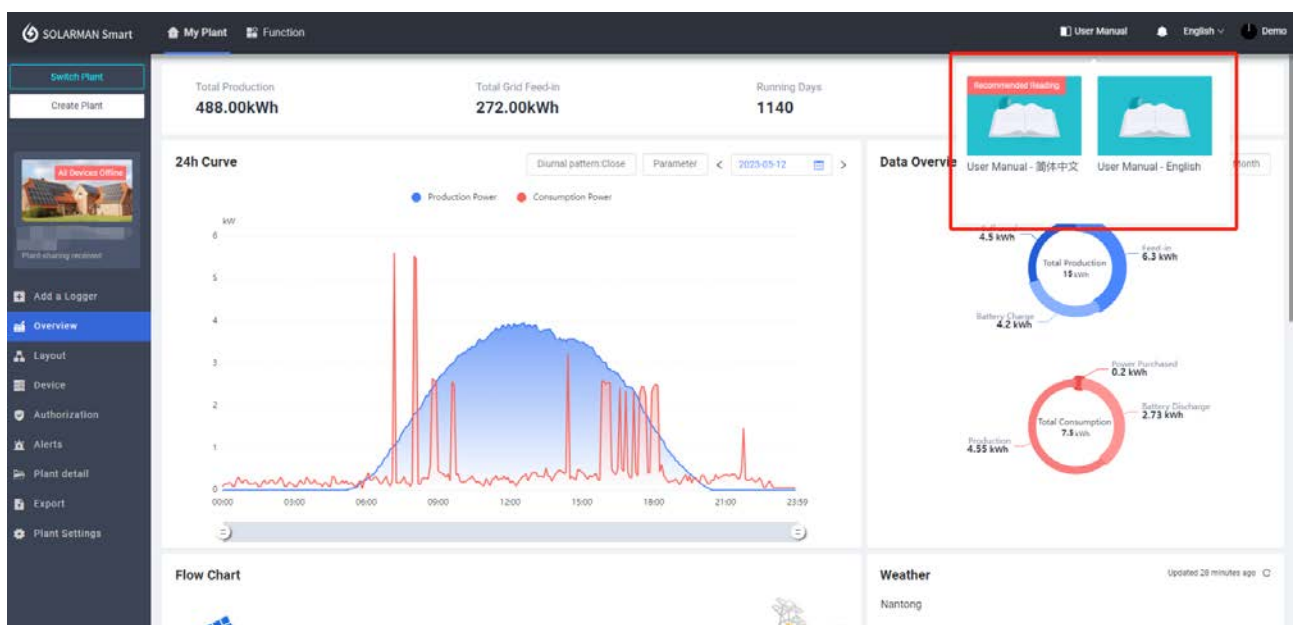 SOLARMAN Smart
My Plant
Function
User Manual
English
Demo
Switch Plant
Create Plant
All Devices Offline
Plant sharing received
Add a Logger
Overview
Layout
Device
Authorization
Alerts
Plant detail
Export
Plant Settings
Total Production
488.00kWh
Total Grid Feed-in
272.00kWh
Running Days
1140
Recommended Reading
User Manual - 简体中文
User Manual - English
24h Curve
Diurnal pattern:Close
Parameter
< 2023-05-12 >
Production Power
Consumption Power
kW
6
5
4
3
2
1
0
00:00 03:00 06:00 09:00 12:00 15:00 18:00 21:00 23:59
Month
4.5 kWh
Feed-in
6.3 kWh
Total Production
15 kWh
Battery Charge
4.2 kWh
Power Purchased
0.2 kWh
Battery Discharge
2.73 kWh
Total Consumption
7.5 kWh
Production
4.55 kWh
Flow Chart
Weather
Updated 28 minutes ago
Nantong